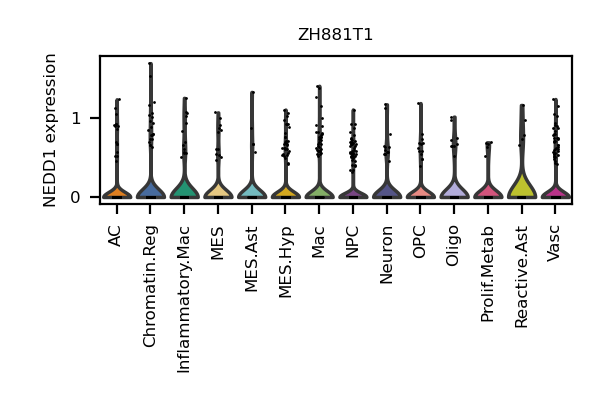 ZH881T1
NEDD1 expression
1
0
AC
Chromatin.Reg
Inflammatory.Mac
MES
MES.Ast
MES.Hyp
Mac
NPC
Neuron
OPC
Oligo
Prolif.Metab
Reactive.Ast
Vasc